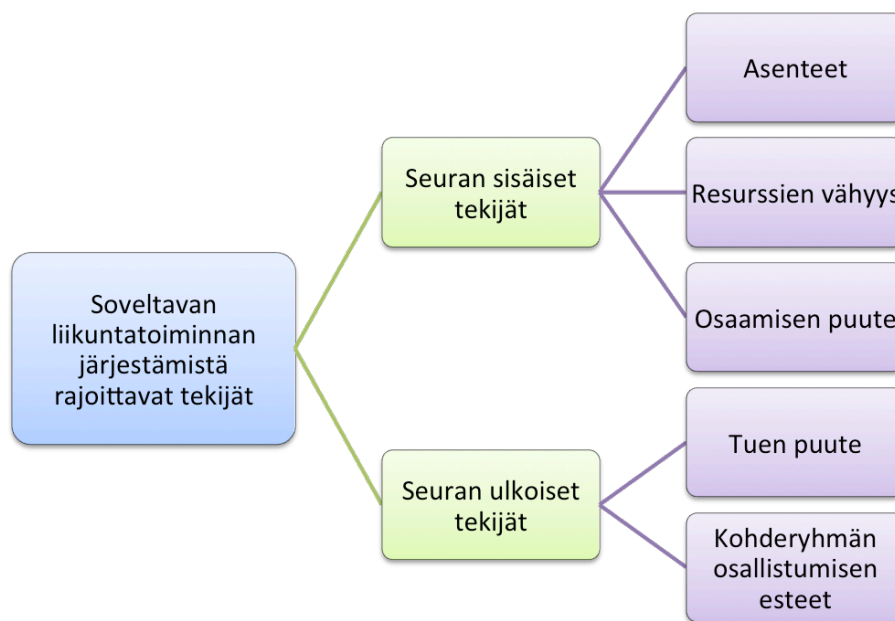 Soveltavan
liikuntatoiminnan
järjestämistä
rajoittavat tekijät
Seuran sisäiset
tekijät
Asenteet
Resurssien vähyys
Osaamisen puute
Seuran ulkoiset
tekijät
Tuen puute
Kohderyhmän
osallistumisen
esteet